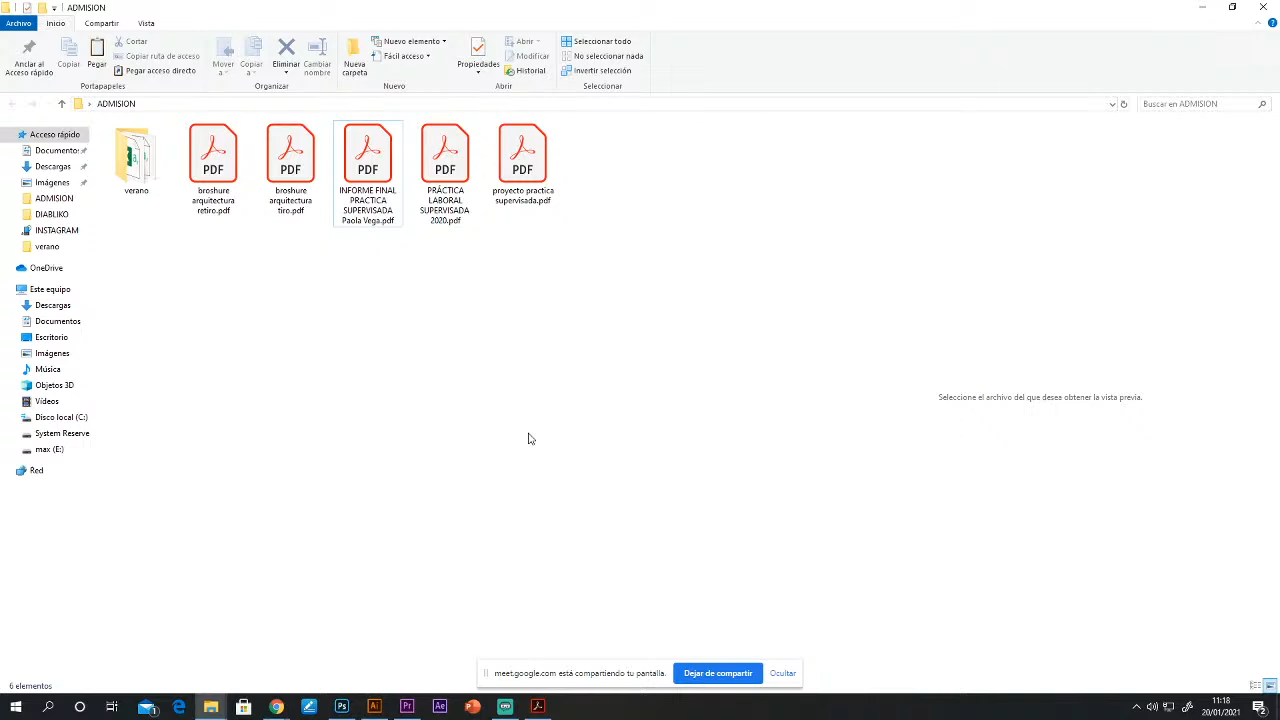 ADMISION
Archivo Inicio Compartir Vista
Anclar al Acceso rápido
Copiar
Pegar
Cortar
Copiar ruta de acceso
Pegar acceso directo
Portapapeles
Mover a
Copiar a
Eliminar
Cambiar nombre
Organizar
Nueva carpeta
Nuevo elemento
Fácil acceso
Nuevo
Propiedades
Abrir
Modificar
Historial
Abrir
Seleccionar todo
No seleccionar nada
Invertir selección
Seleccionar
ADMISION
Buscar en ADMISION
Acceso rápido
Documentos
Descargas
Imágenes
ADMISION
DIABLIKO
INSTAGRAM
verano
OneDrive
Este equipo
Descargas
Documentos
Escritorio
Imágenes
Música
Objetos 3D
Vídeos
Disco local (C:)
System Reserve
max (E:)
Red
verano
PDF
broshure
arquitectura
retiro.pdf
PDF
broshure
arquitectura
tiro.pdf
PDF
INFORME FINAL
PRACTICA
SUPERVISADA
Paola Vega.pdf
PDF
PRÁCTICA
LABORAL
SUPERVISADA
2020.pdf
PDF
proyecto practica
supervisada.pdf
Seleccione el archivo del que desea obtener la vista previa.
meet.google.com está compartiendo tu pantalla. Dejar de compartir Ocultar
6 elementos
Ps Ai Pr Ae
11:18
20/01/2021
2